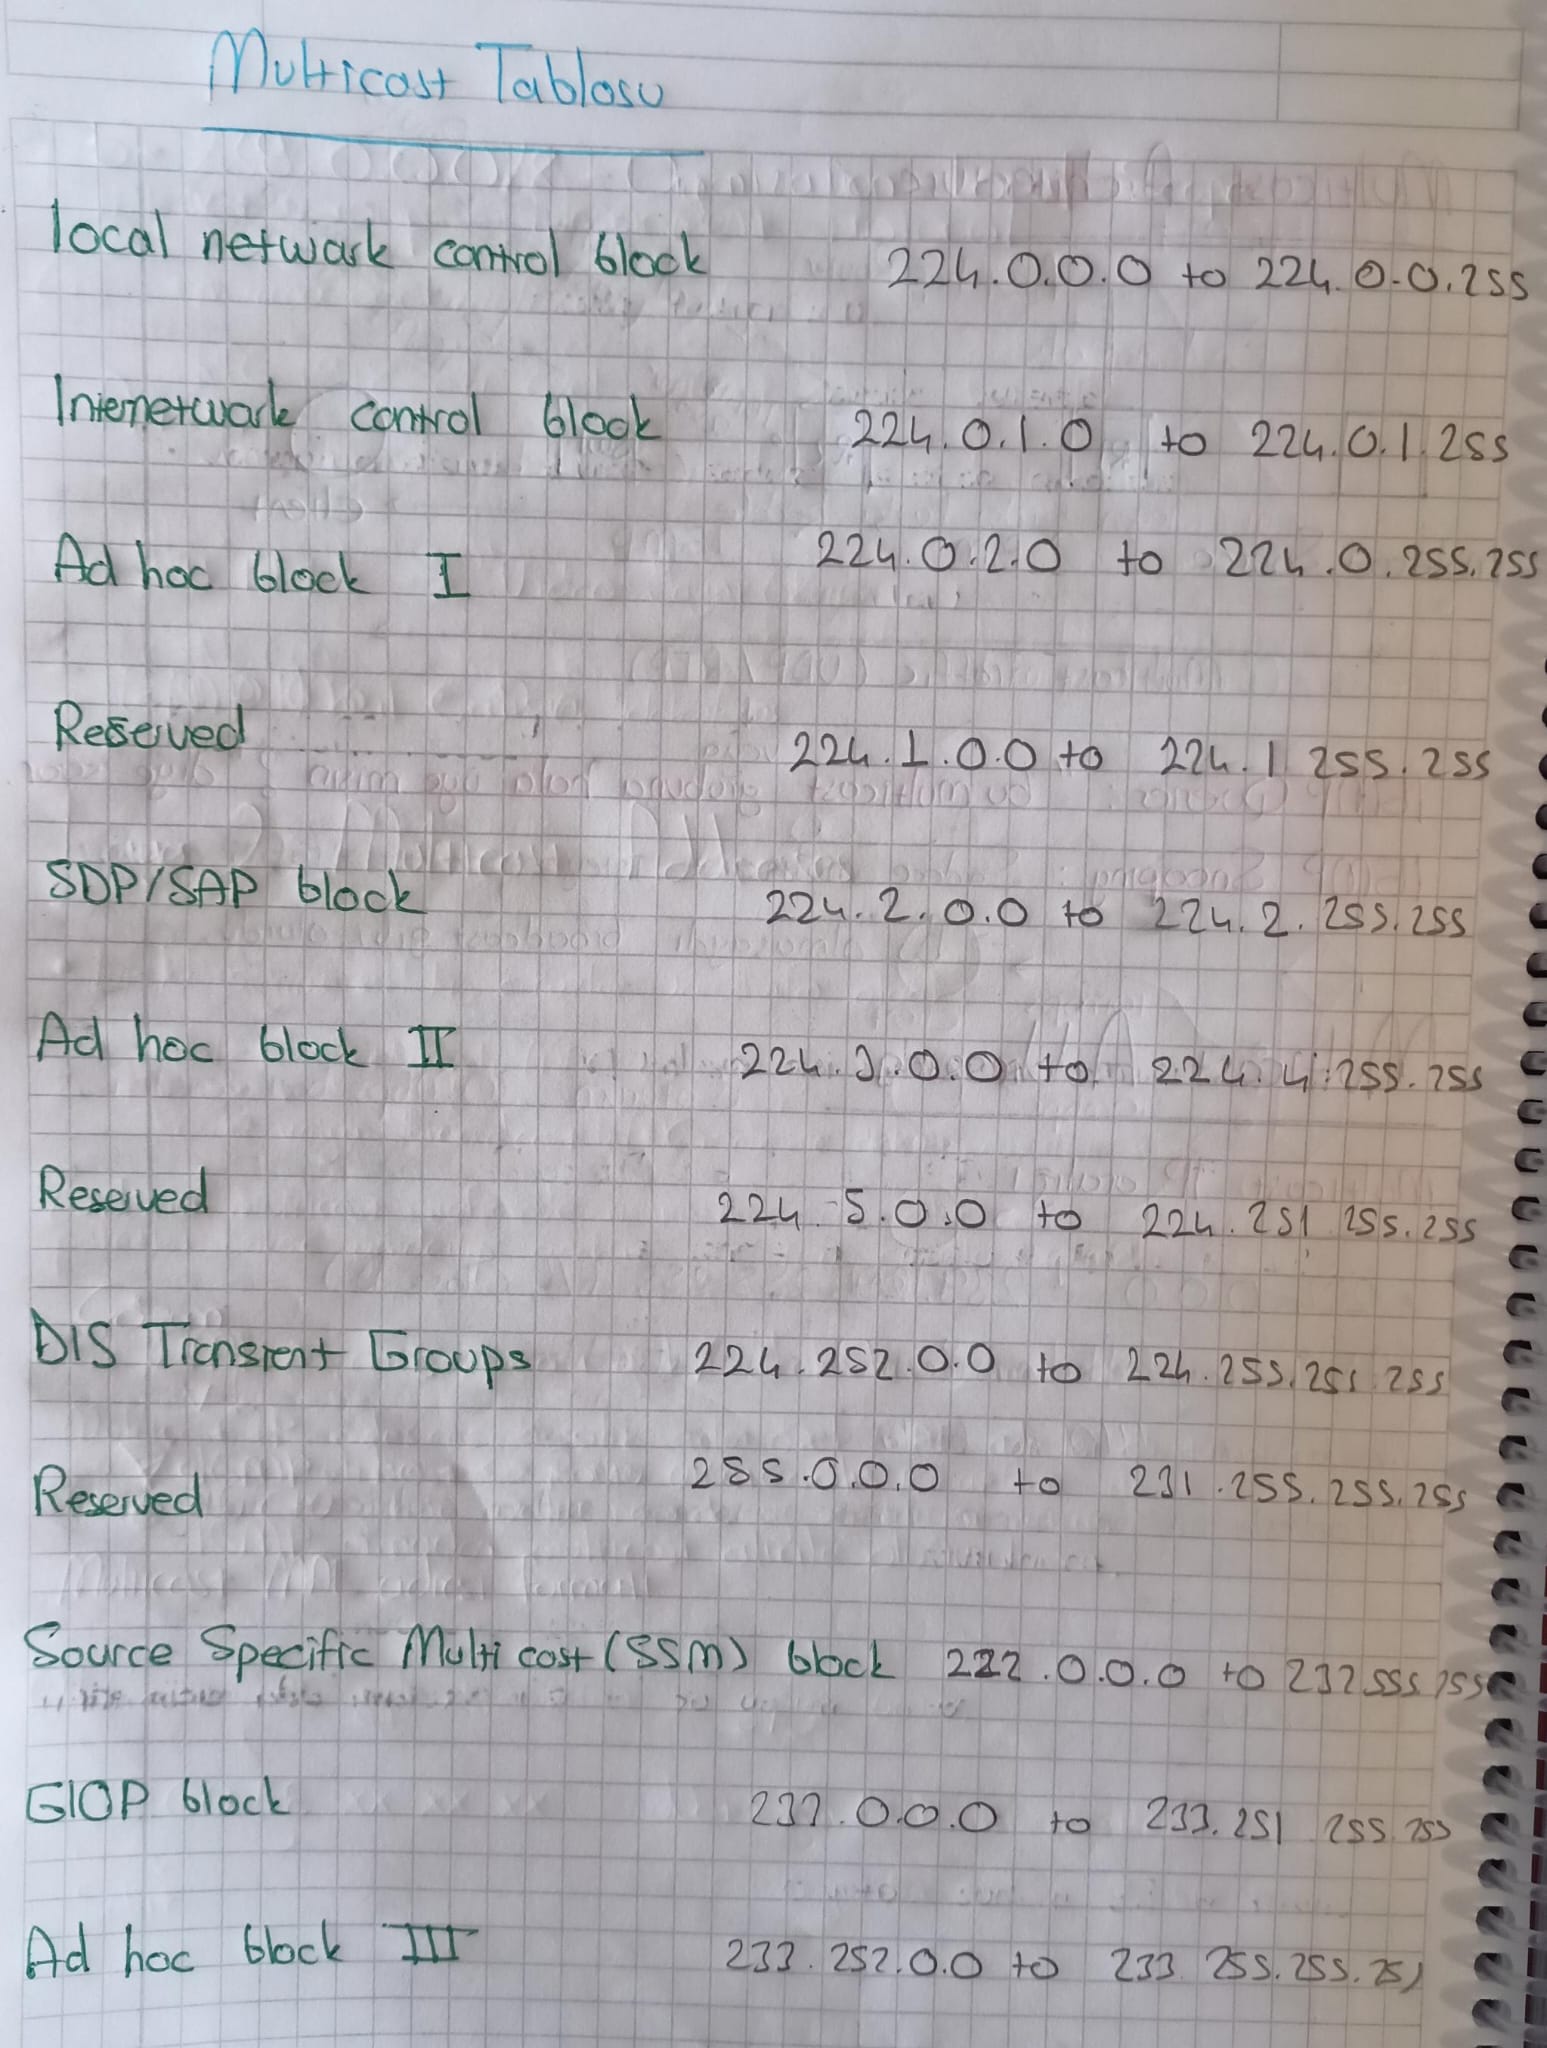 Multicast Tablosu
local network control block 224.0.0.0 to 224.0.0.255
Internetwork control block 224.0.1.0 to 224.0.1.255
Ad hoc block I 224.0.2.0 to 224.0.255.255
Reserved 224.1.0.0 to 224.1 255.255
SDP/SAP block 224.2.0.0 to 224.2.255.255
Ad hoc block II 224.3.0.0 to 224.4.255.255
Reserved 224.5.0.0 to 224.251.255.255
DIS Transient Groups 224.252.0.0 to 224.255.255.255
Reserved 255.0.0.0 to 231.255.255.255
Source Specific Multicast (SSM) block 232.0.0.0 to 232.555.255
GIOP block 233.0.0.0 to 233.251 255.255
Ad hoc block III 233.252.0.0 to 233.255.255.251